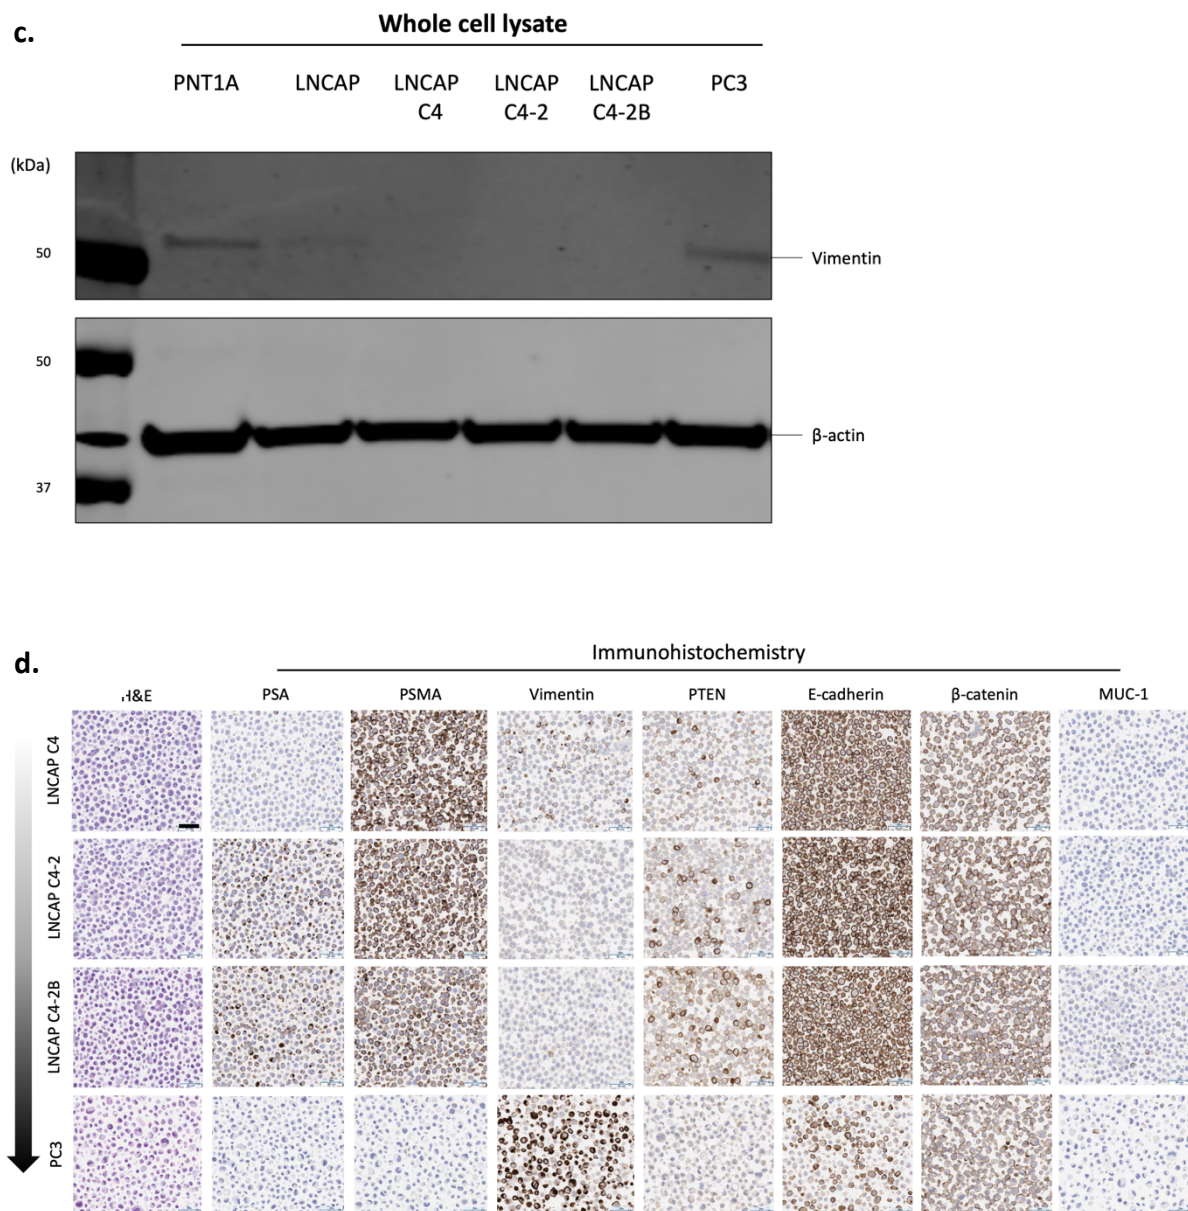 c.
Whole cell lysate
PNT1A LNCAP LNCAP C4 LNCAP C4-2 LNCAP C4-2B PC3
(kDa)
50
Vimentin
50
β-actin
37
d.
Immunohistochemistry
H&E PSA PSMA Vimentin PTEN E-cadherin β-catenin MUC-1
LNCAP C4
LNCAP C4-2
LNCAP C4-2B
PC3